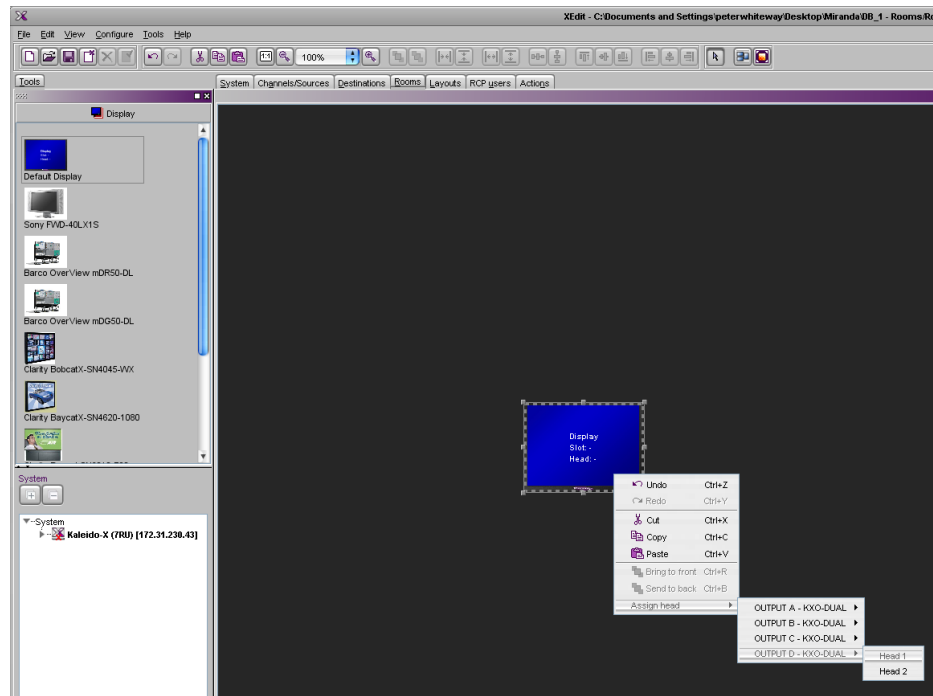 XEdit - C:\Documents and Settings\peterwhiteway\Desktop\Miranda\DB_1 - Rooms/Ro
File Edit View Configure Tools Help
1:1 100%
Tools
System Channels/Sources Destinations Rooms Layouts RCP users Actions
Display
Display
Default Display
Sony FWD-40LX1S
Barco OverView mDR50-DL
Barco OverView mDG50-DL
Clarity BobcatX-SN4045-WX
Clarity BaycatX-SN4620-1080
System
System
Kaleido-X (7RU) [172.31.230.43]
Display
Slot: -
Head: -
Undo Ctrl+Z
Redo Ctrl+Y
Cut Ctrl+X
Copy Ctrl+C
Paste Ctrl+V
Bring to front Ctrl+R
Send to back Ctrl+B
Assign head
OUTPUT A - KXO-DUAL
OUTPUT B - KXO-DUAL
OUTPUT C - KXO-DUAL
OUTPUT D - KXO-DUAL
Head 1
Head 2